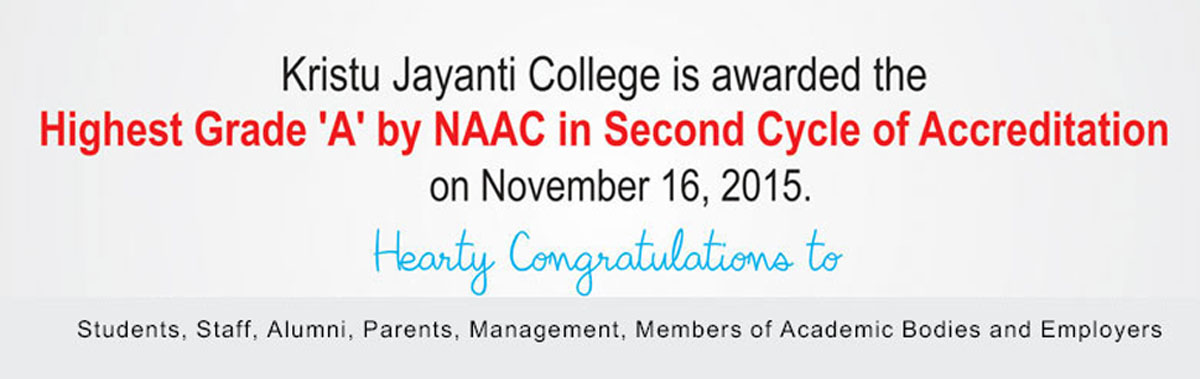 Kristu Jayanti College is awarded the
Highest Grade 'A' by NAAC in Second Cycle of Accreditation
on November 16, 2015.
Hearty Congratulations to
Students, Staff, Alumni, Parents, Management, Members of Academic Bodies and Employers